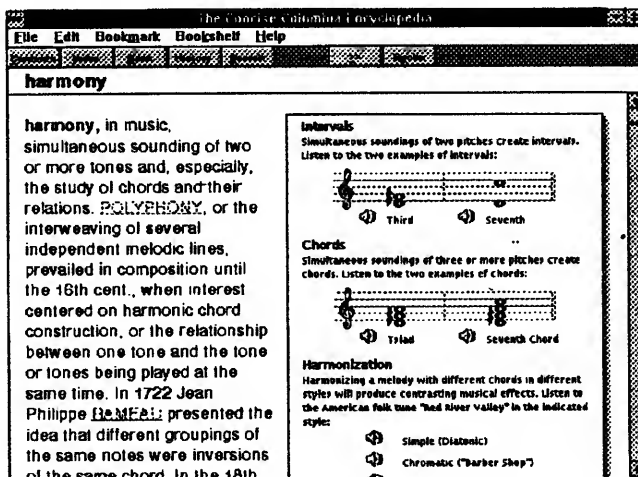 The Concise Columbia Encyclopedia
File Edit Bookmark Bookshelf Help
harmony
harmony, in music,
simultaneous sounding of two
or more tones and, especially,
the study of chords and their
relations. POLYPHONY, or the
interweaving of several
independent melodic lines,
prevailed in composition until
the 16th cent., when interest
centered on harmonic chord
construction, or the relationship
between one tone and the tone
or tones being played at the
same time. In 1722 Jean
Philippe RAMEAU presented the
idea that different groupings of
the same notes were inversions
of the same chord. In the 18th
Intervals
Simultaneous soundings of two pitches create intervals.
Listen to the two examples of intervals:
Third Seventh
Chords
Simultaneous soundings of three or more pitches create
chords. Listen to the two examples of chords:
Triad Seventh Chord
Harmonization
Harmonizing a melody with different chords in different
styles will produce contrasting musical effects. Listen to
the American folk tune "Red River Valley" in the indicated
style:
Simple (Diatonic)
Chromatic ("Barber Shop")